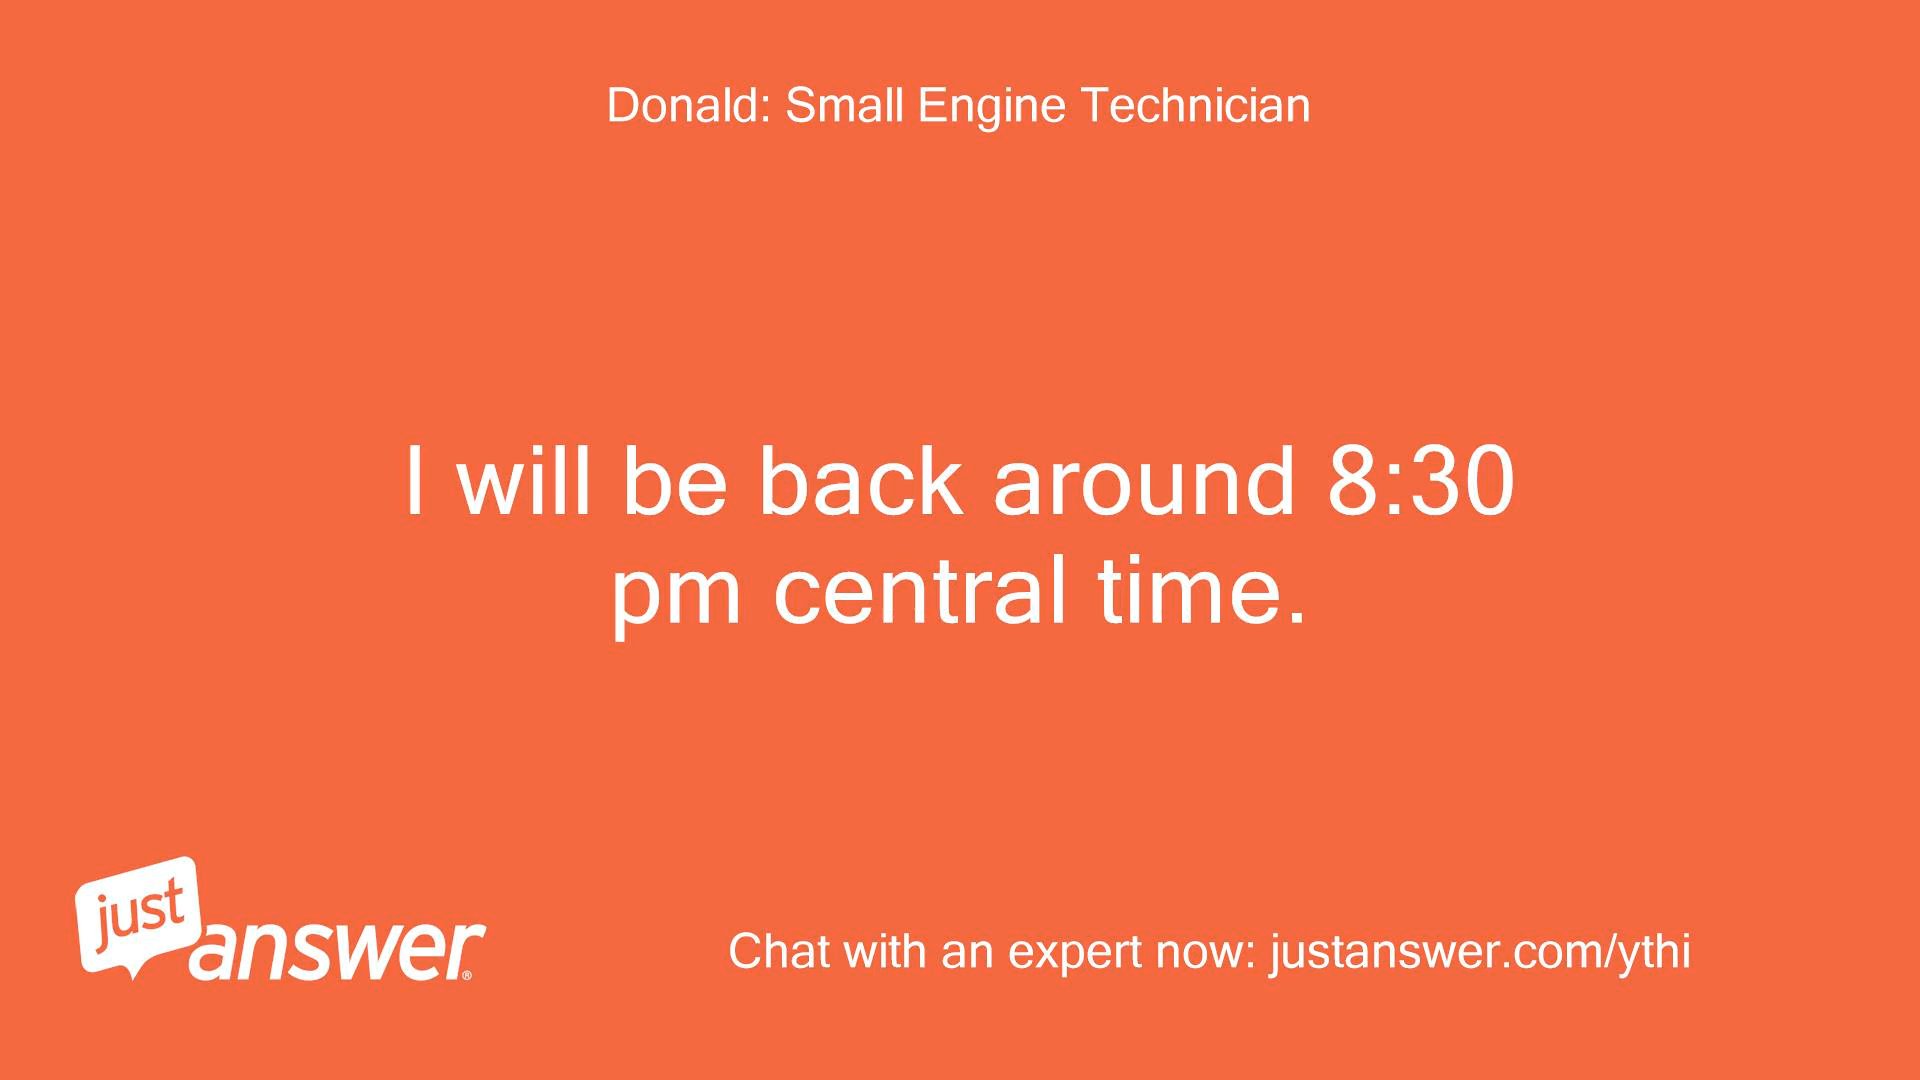 Donald: Small Engine Technician
I will be back around 8:30
pm central time.
just
answer®
Chat with an expert now: justanswer.com/ythi